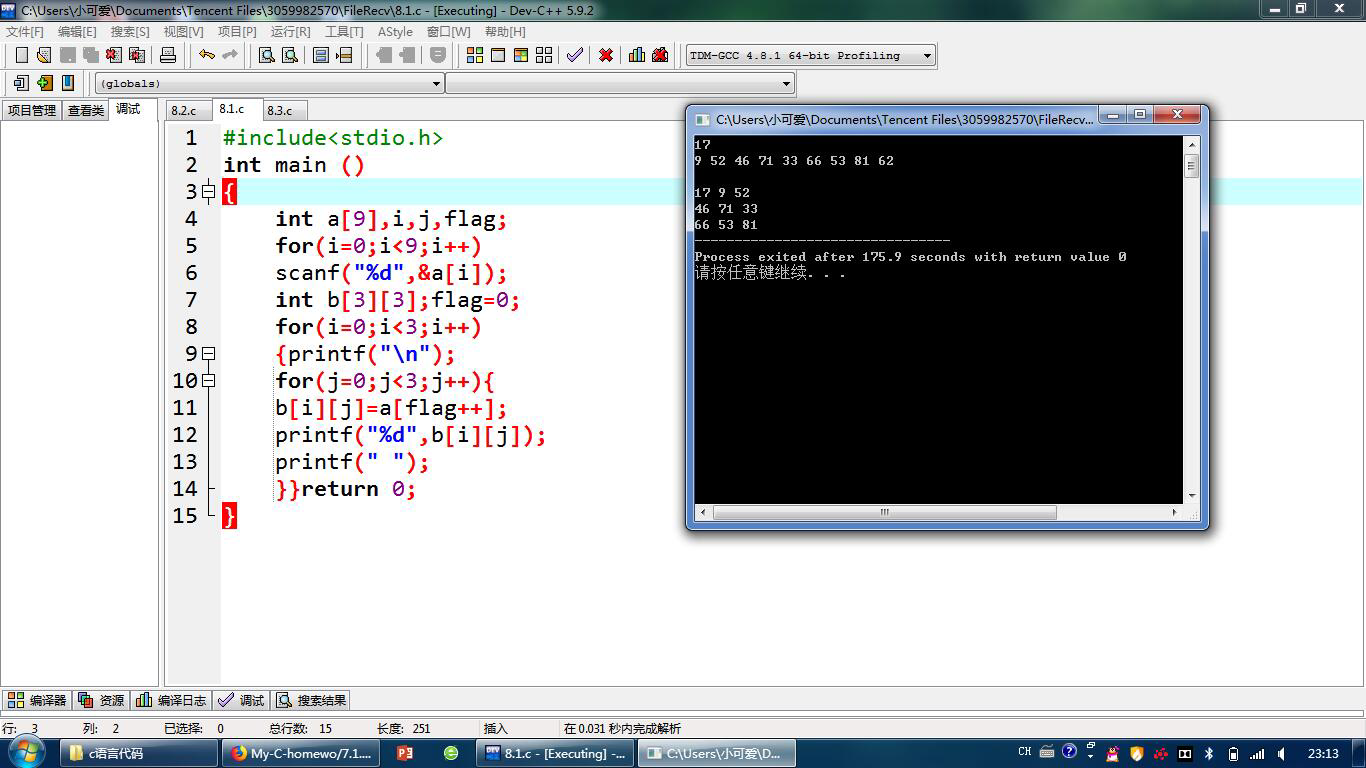 C:\Users\小可爱\Documents\Tencent Files\3059982570\FileRecv\8.1.c - [Executing] - Dev-C++ 5.9.2
文件[F] 编辑[E] 搜索[S] 视图[V] 项目[P] 运行[R] 工具[T] AStyle 窗口[W] 帮助[H]
TDM-GCC 4.8.1 64-bit Profiling
(globals)
项目管理 查看类 调试 8.2.c 8.1.c 8.3.c
1 #include<stdio.h>
2 int main ()
3 {
4 int a[9],i,j,flag;
5 for(i=0;i<9;i++)
6 scanf("%d",&a[i]);
7 int b[3][3];flag=0;
8 for(i=0;i<3;i++)
9 {printf("\n");
10 for(j=0;j<3;j++){
11 b[i][j]=a[flag++];
12 printf("%d",b[i][j]);
13 printf(" ");
14 }}return 0;
15 }
C:\Users\小可爱\Documents\Tencent Files\3059982570\FileRecv...
17
9 52 46 71 33 66 53 81 62
17 9 52
46 71 33
66 53 81
--------------------------------
Process exited after 175.9 seconds with return value 0
请按任意键继续. . .
编译器 资源 编译日志 调试 搜索结果
行: 3 列: 2 已选择: 0 总行数: 15 长度: 251 插入 在 0.031 秒内完成解析
c语言代码 My-C-homewo/7.1.... 8.1.c - [Executing] -... C:\Users\小可爱\D... CH 23:13